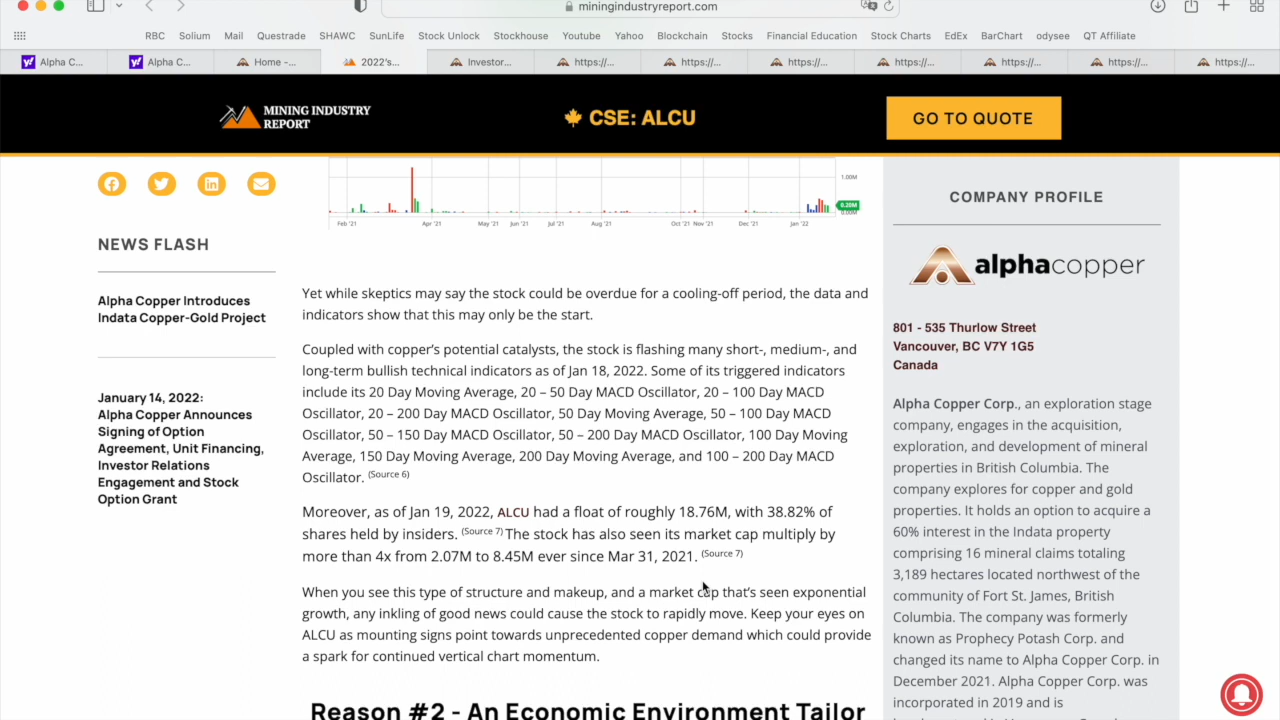 miningindustryreport.com
RBC Solium Mail Questrade SHAWC SunLife Stock Unlock Stockhouse Youtube Yahoo Blockchain Stocks Financial Education Stock Charts EdEx BarChart odysee QT Affiliate
Alpha C... Alpha C... Home -... 2022's... Investor... https://... https://... https://... https://... https://... https://... https://...
MINING INDUSTRY
REPORT
CSE: ALCU
GO TO QUOTE
1.00M
0.20M
0.00M
Feb '21 Apr '21 May '21 Jun '21 Jul '21 Aug '21 Oct '21 Nov '21 Dec '21 Jan '22
NEWS FLASH
Alpha Copper Introduces
Indata Copper-Gold Project
January 14, 2022:
Alpha Copper Announces
Signing of Option
Agreement, Unit Financing,
Investor Relations
Engagement and Stock
Option Grant
Yet while skeptics may say the stock could be overdue for a cooling-off period, the data and
indicators show that this may only be the start.
Coupled with copper's potential catalysts, the stock is flashing many short-, medium-, and
long-term bullish technical indicators as of Jan 18, 2022. Some of its triggered indicators
include its 20 Day Moving Average, 20 – 50 Day MACD Oscillator, 20 – 100 Day MACD
Oscillator, 20 – 200 Day MACD Oscillator, 50 Day Moving Average, 50 – 100 Day MACD
Oscillator, 50 – 150 Day MACD Oscillator, 50 – 200 Day MACD Oscillator, 100 Day Moving
Average, 150 Day Moving Average, 200 Day Moving Average, and 100 – 200 Day MACD
Oscillator. (Source 6)
Moreover, as of Jan 19, 2022, ALCU had a float of roughly 18.76M, with 38.82% of
shares held by insiders. (Source 7) The stock has also seen its market cap multiply by
more than 4x from 2.07M to 8.45M ever since Mar 31, 2021. (Source 7)
When you see this type of structure and makeup, and a market cap that's seen exponential
growth, any inkling of good news could cause the stock to rapidly move. Keep your eyes on
ALCU as mounting signs point towards unprecedented copper demand which could provide
a spark for continued vertical chart momentum.
Reason #2 - An Economic Environment Tailor
COMPANY PROFILE
alphacopper
801 - 535 Thurlow Street
Vancouver, BC V7Y 1G5
Canada
Alpha Copper Corp., an exploration stage
company, engages in the acquisition,
exploration, and development of mineral
properties in British Columbia. The
company explores for copper and gold
properties. It holds an option to acquire a
60% interest in the Indata property
comprising 16 mineral claims totaling
3,189 hectares located northwest of the
community of Fort St. James, British
Columbia. The company was formerly
known as Prophecy Potash Corp. and
changed its name to Alpha Copper Corp. in
December 2021. Alpha Copper Corp. was
incorporated in 2019 and is